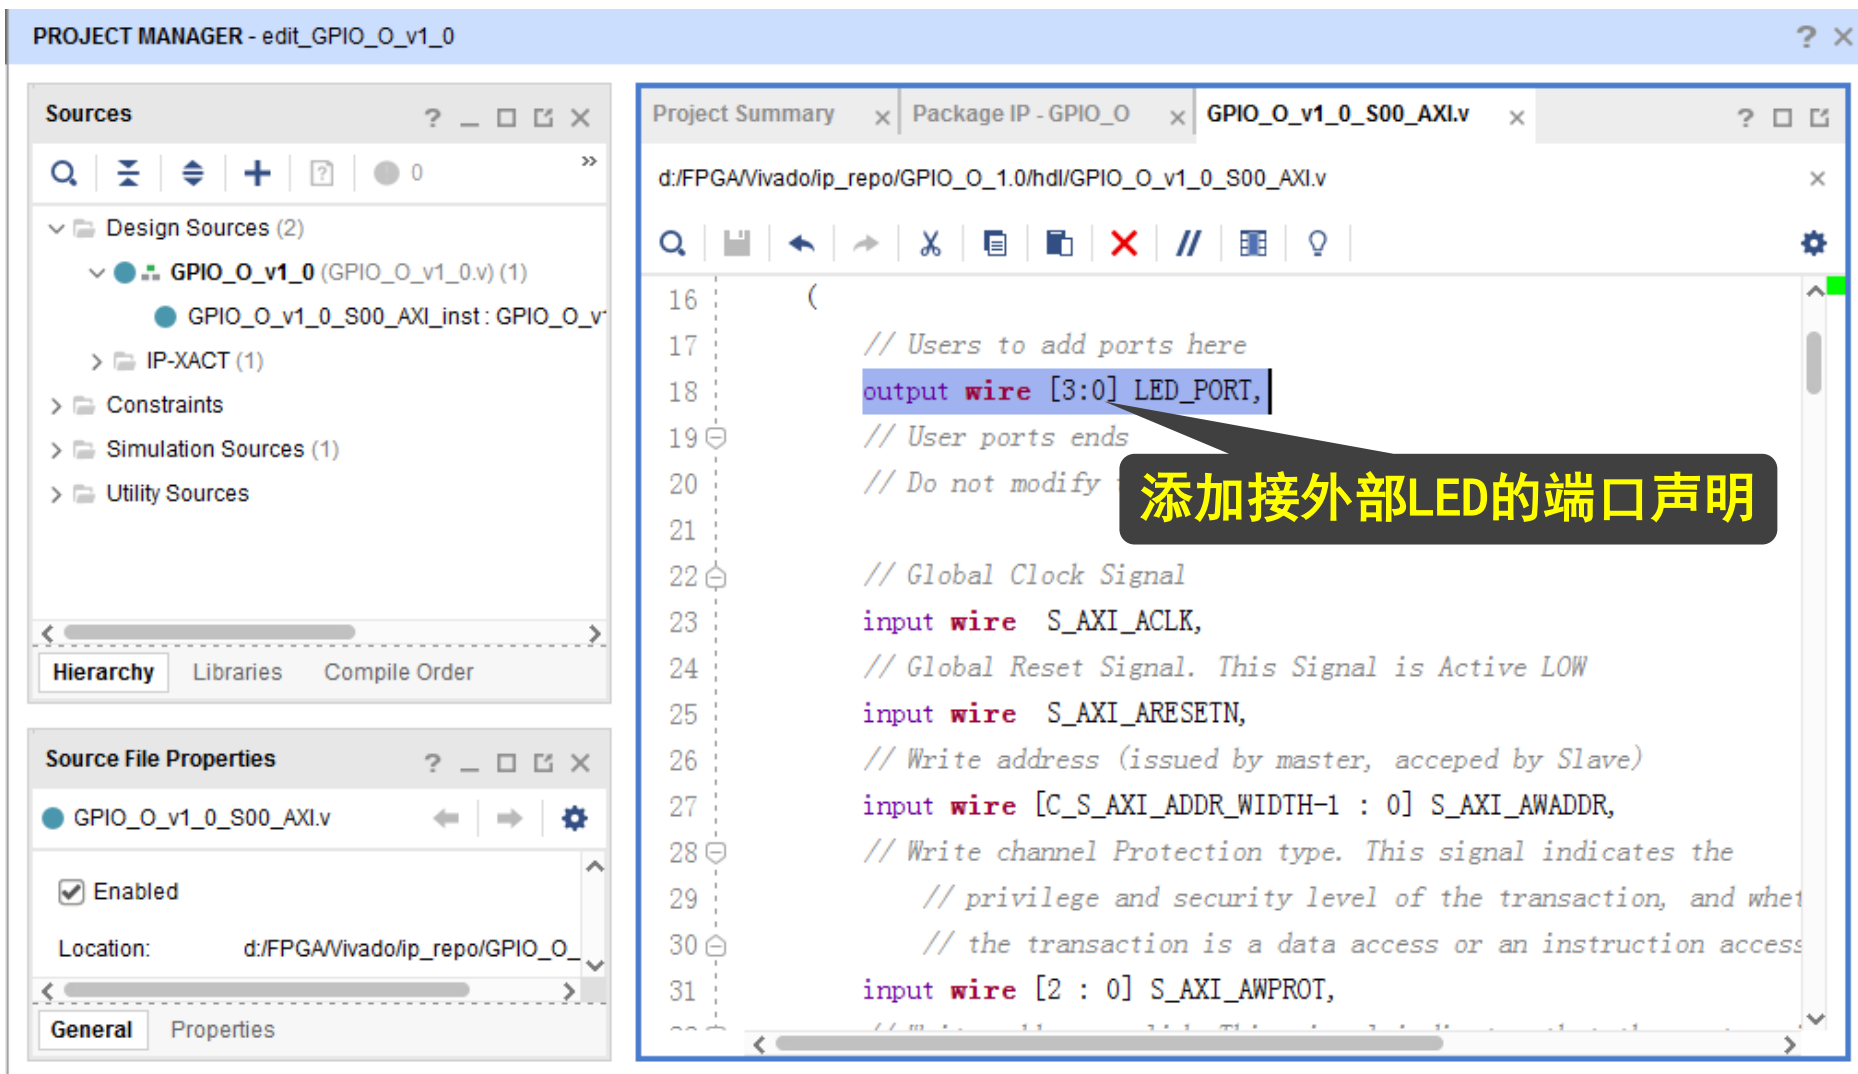 PROJECT MANAGER - edit_GPIO_O_v1_0
Sources
0
Design Sources (2)
GPIO_O_v1_0 (GPIO_O_v1_0.v) (1)
GPIO_O_v1_0_S00_AXI_inst : GPIO_O_v
IP-XACT (1)
Constraints
Simulation Sources (1)
Utility Sources
Hierarchy Libraries Compile Order
Source File Properties
GPIO_O_v1_0_S00_AXI.v
Enabled
Location: d:/FPGA/Vivado/ip_repo/GPIO_O_
General Properties
Project Summary Package IP - GPIO_O GPIO_O_v1_0_S00_AXI.v
d:/FPGA/Vivado/ip_repo/GPIO_O_1.0/hdl/GPIO_O_v1_0_S00_AXI.v
16 (
17 // Users to add ports here
18 output wire [3:0] LED_PORT,
19 // User ports ends
20 // Do not modify
添加接外部LED的端口声明
21
22 // Global Clock Signal
23 input wire S_AXI_ACLK,
24 // Global Reset Signal. This Signal is Active LOW
25 input wire S_AXI_ARESETN,
26 // Write address (issued by master, acceped by Slave)
27 input wire [C_S_AXI_ADDR_WIDTH-1 : 0] S_AXI_AWADDR,
28 // Write channel Protection type. This signal indicates the
29 // privilege and security level of the transaction, and whet
30 // the transaction is a data access or an instruction access
31 input wire [2 : 0] S_AXI_AWPROT,